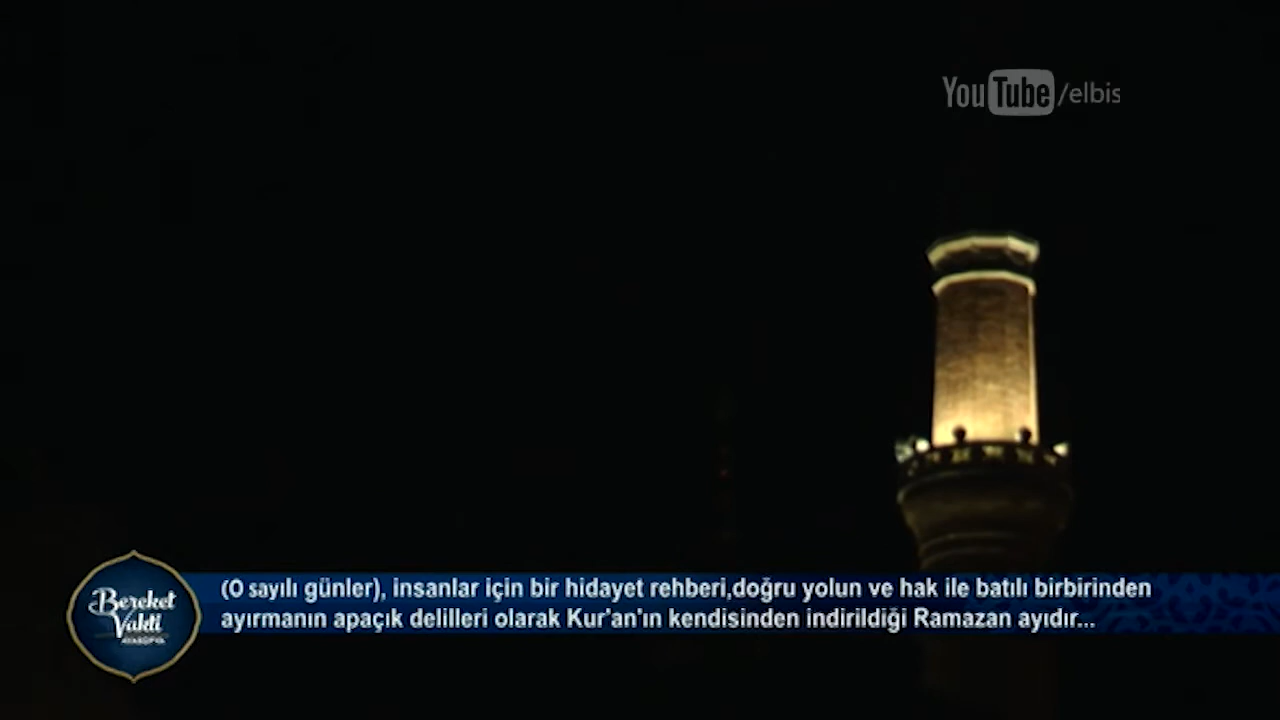 YouTube/elbis
(O sayılı günler), insanlar için bir hidayet rehberi,doğru yolun ve hak ile batılı birbirinden
ayırmanın apaçık delilleri olarak Kur'an'ın kendisinden indirildiği Ramazan ayıdır...
Bereket
Vakti
AYASOFYA